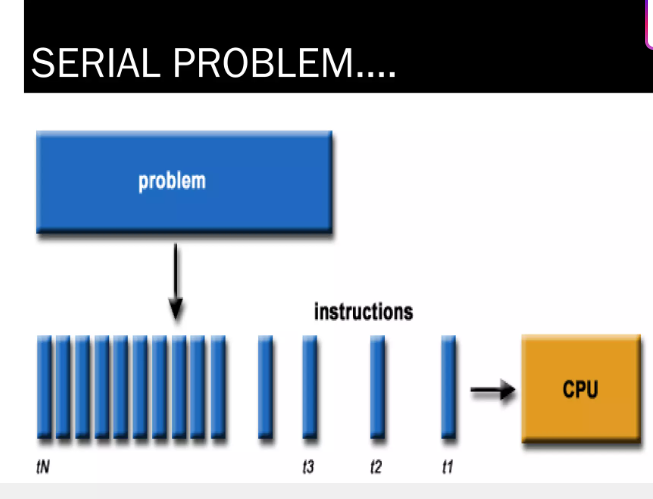 SERIAL PROBLEM....
problem
instructions
CPU
tN t3 t2 t1